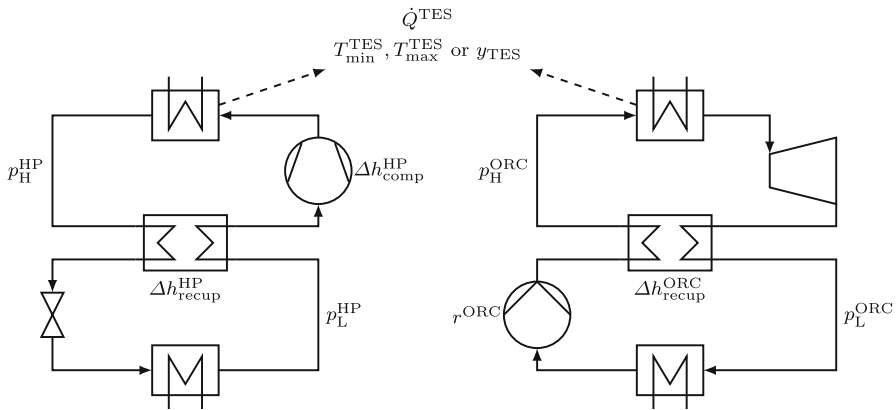 Q̇^TES
T_min^TES, T_max^TES or y_TES
p_H^HP
Δh_comp^HP
p_H^ORC
Δh_recup^HP
Δh_recup^ORC
p_L^HP
r^ORC
p_L^ORC